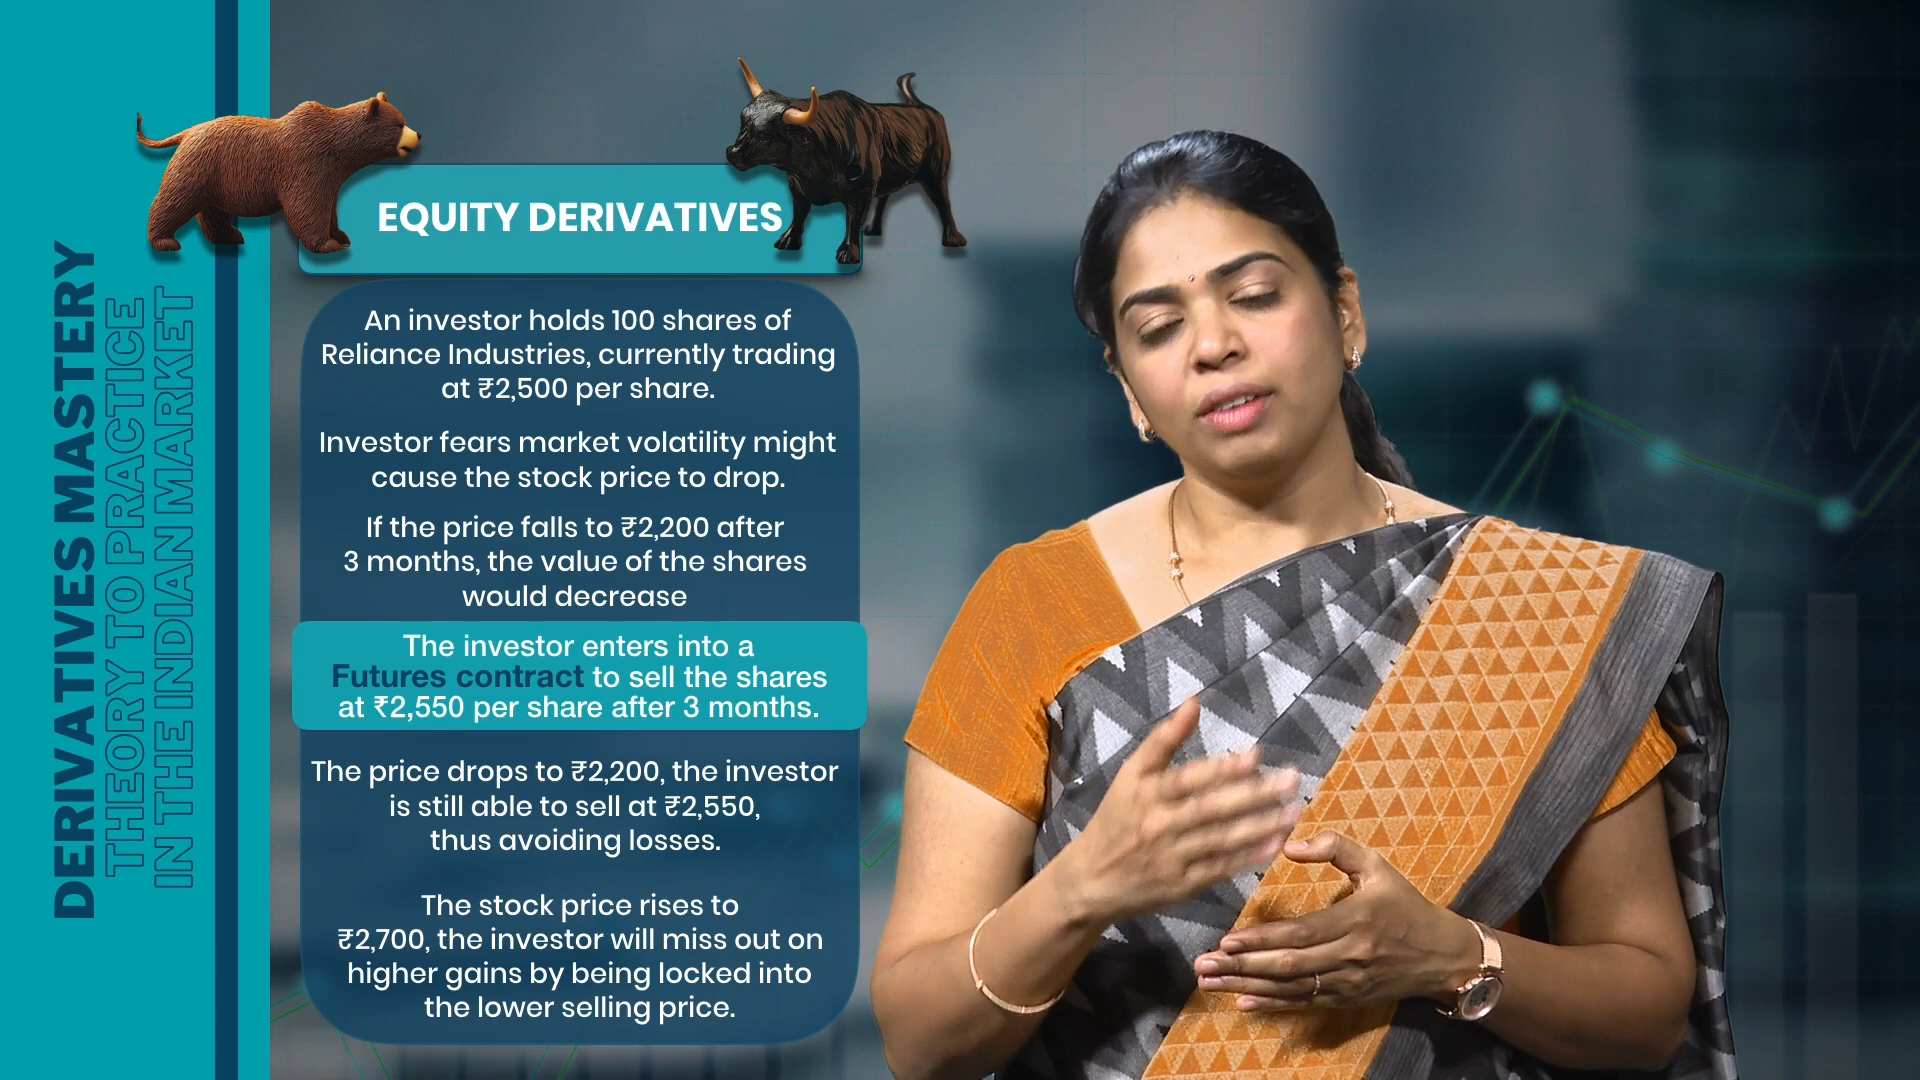 DERIVATIVES MASTERY
THEORY TO PRACTICE
IN THE INDIAN MARKET
EQUITY DERIVATIVES
An investor holds 100 shares of
Reliance Industries, currently trading
at ₹2,500 per share.
Investor fears market volatility might
cause the stock price to drop.
If the price falls to ₹2,200 after
3 months, the value of the shares
would decrease
The investor enters into a
Futures contract to sell the shares
at ₹2,550 per share after 3 months.
The price drops to ₹2,200, the investor
is still able to sell at ₹2,550,
thus avoiding losses.
The stock price rises to
₹2,700, the investor will miss out on
higher gains by being locked into
the lower selling price.